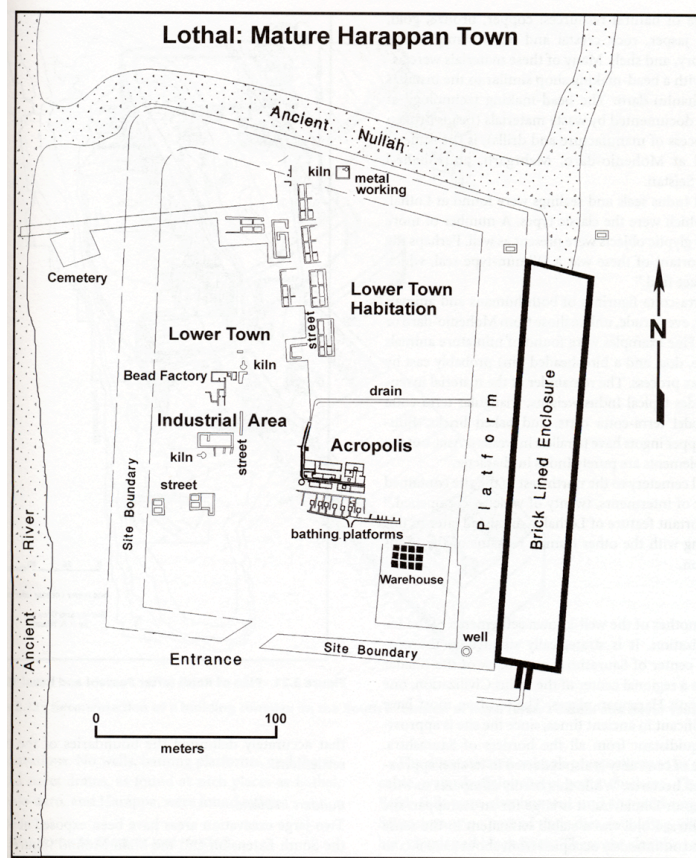 Lothal: Mature Harappan Town
Ancient Nullah
kiln
metal
working
Cemetery
Lower Town
Habitation
street
Lower Town
kiln
Bead Factory
drain
Industrial Area
Acropolis
kiln
street
street
bathing platforms
Warehouse
Platform
Brick Lined Enclosure
N
Site Boundary
Ancient River
well
Site Boundary
Entrance
0 100
meters